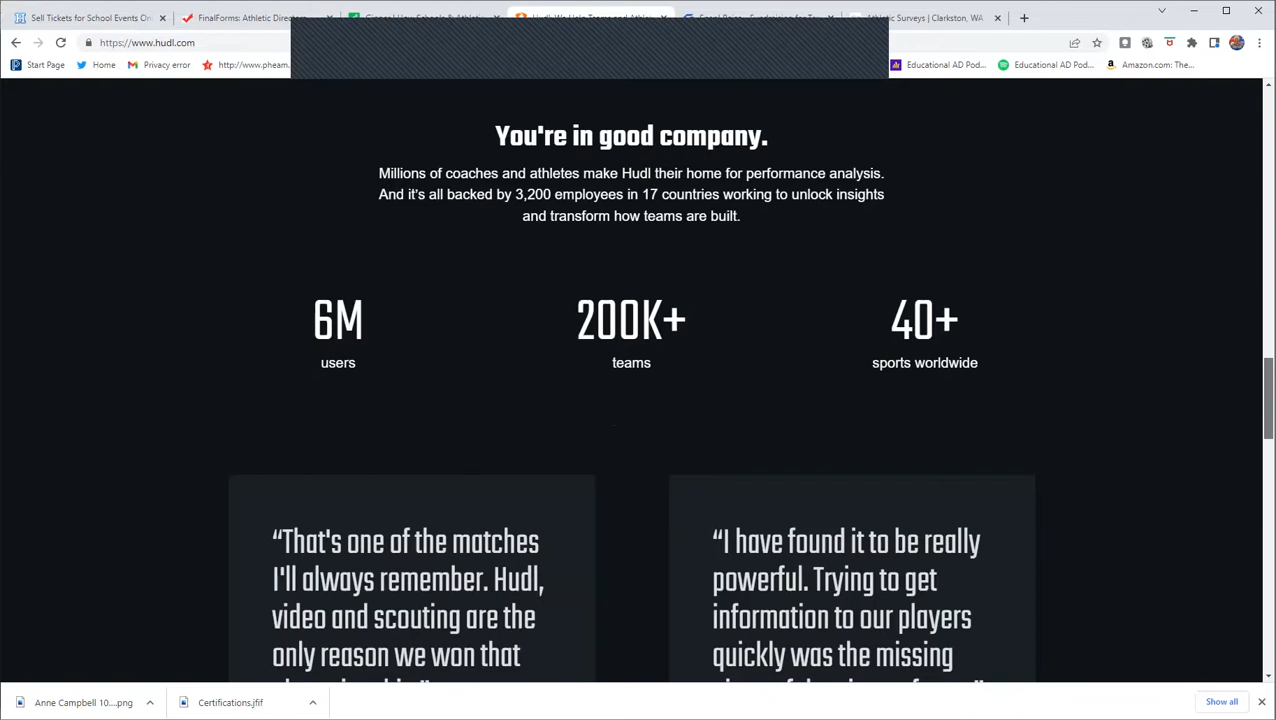 Sell Tickets for School Events O
FinalForms: Athletic Direct
Athletic Surveys | Clarkston, WA
https://www.hudl.com
Start Page
Home
Privacy error
http://www.pheam
Educational AD Pod...
Educational AD Pod...
Amazon.com: The...
You're in good company.
Millions of coaches and athletes make Hudl their home for performance analysis.
And it's all backed by 3,200 employees in 17 countries working to unlock insights
and transform how teams are built.
6M
200K+
40+
users
teams
sports worldwide
“That's one of the matches
I'll always remember. Hudl,
video and scouting are the
only reason we won that
“I have found it to be really
powerful. Trying to get
information to our players
quickly was the missing
Anne Campbell 10....png
Certifications.jfif
Show all